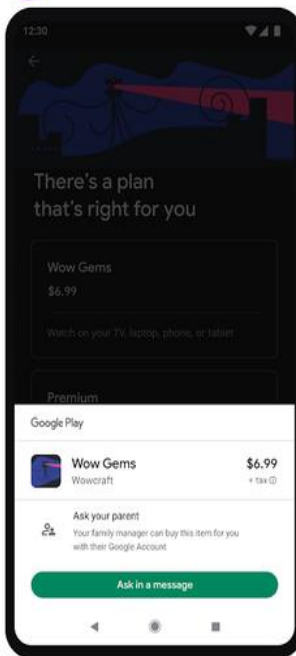 12:30
There's a plan
that's right for you
Wow Gems
$6.99
Watch on your TV, laptop, phone, or tablet
Premium
Google Play
Wow Gems $6.99
Wowcraft + tax
Ask your parent
Your family manager can buy this item for you
with their Google Account
Ask in a message